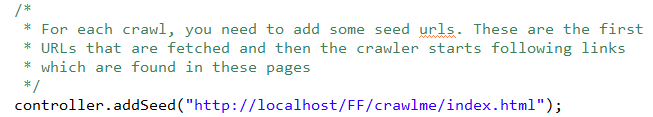 /*
* For each crawl, you need to add some seed urls. These are the first
* URLs that are fetched and then the crawler starts following links
* which are found in these pages
*/
controller.addSeed("http://localhost/FF/crawlme/index.html");